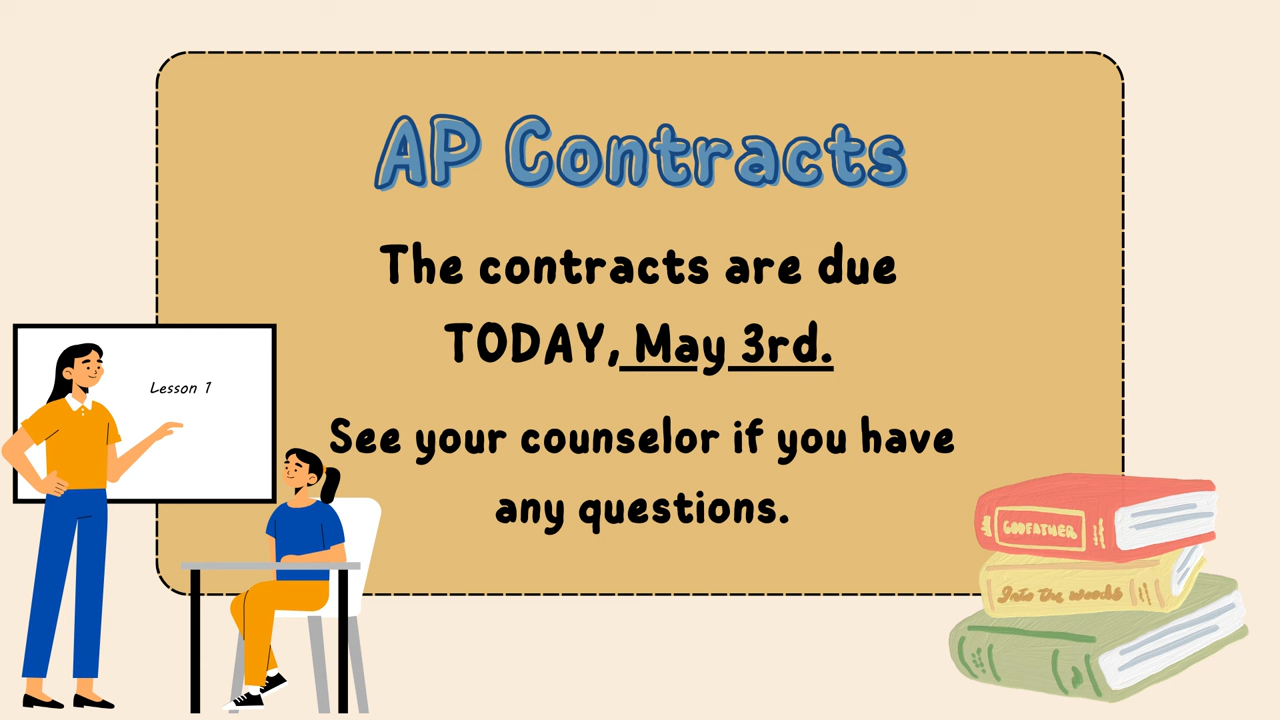 AP Contracts
The contracts are due
TODAY, May 3rd.
See your counselor if you have
any questions.
Lesson 1
GODFATHER
Into the woods